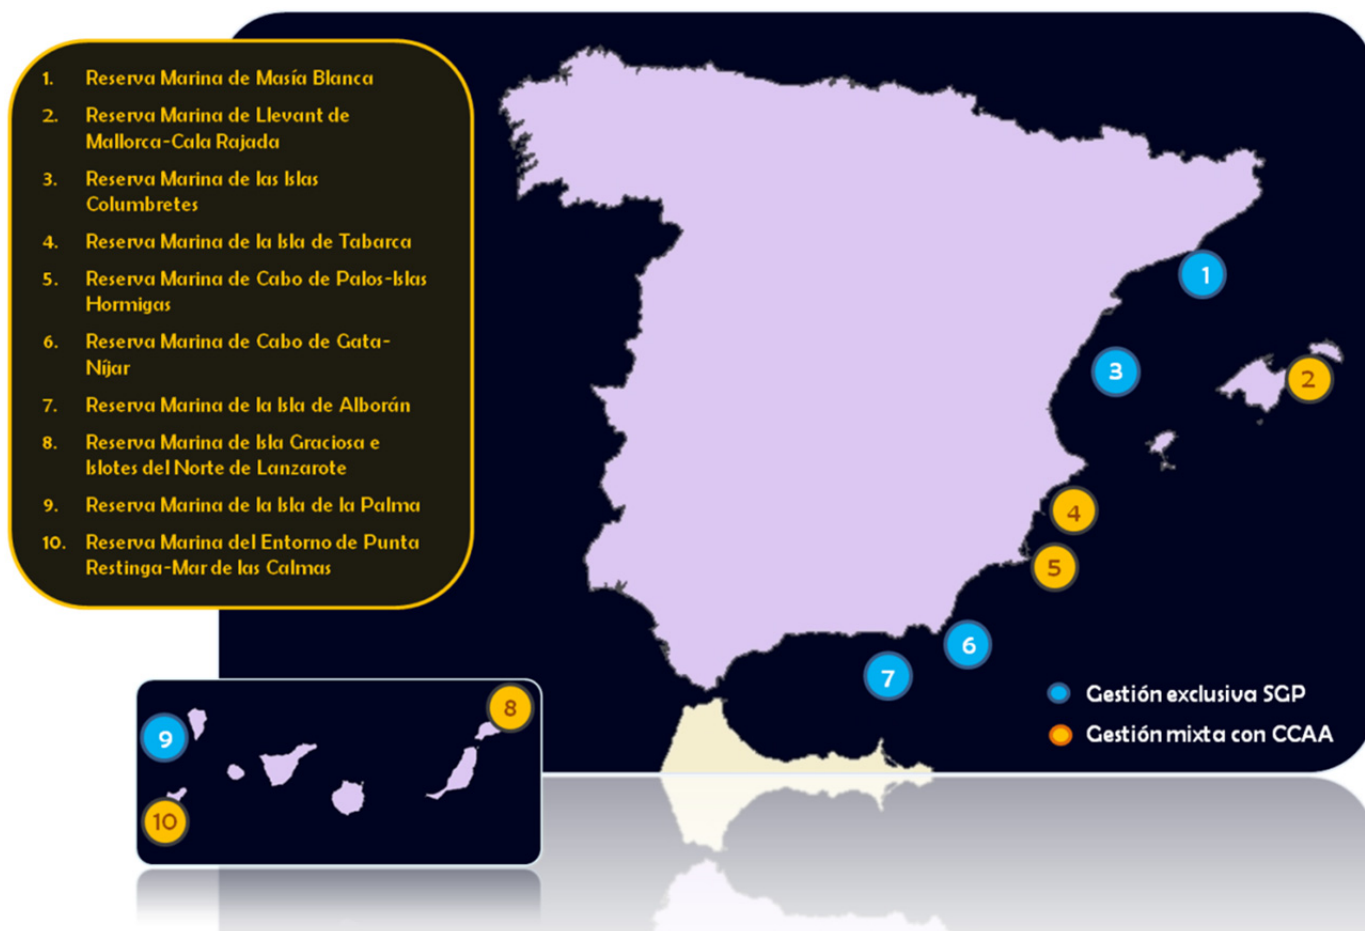 1. Reserva Marina de Masía Blanca
2. Reserva Marina de Llevant de
Mallorca-Cala Rajada
3. Reserva Marina de las Islas
Columbretes
4. Reserva Marina de la Isla de Tabarca
5. Reserva Marina de Cabo de Palos-Islas
Hormigas
6. Reserva Marina de Cabo de Gata-
Níjar
7. Reserva Marina de la Isla de Alborán
8. Reserva Marina de Isla Graciosa e
Islotes del Norte de Lanzarote
9. Reserva Marina de la Isla de la Palma
10. Reserva Marina del Entorno de Punta
Restinga-Mar de las Calmas
1
3
2
4
5
6
7
Gestión exclusiva SGP
Gestión mixta con CCAA
8
9
10